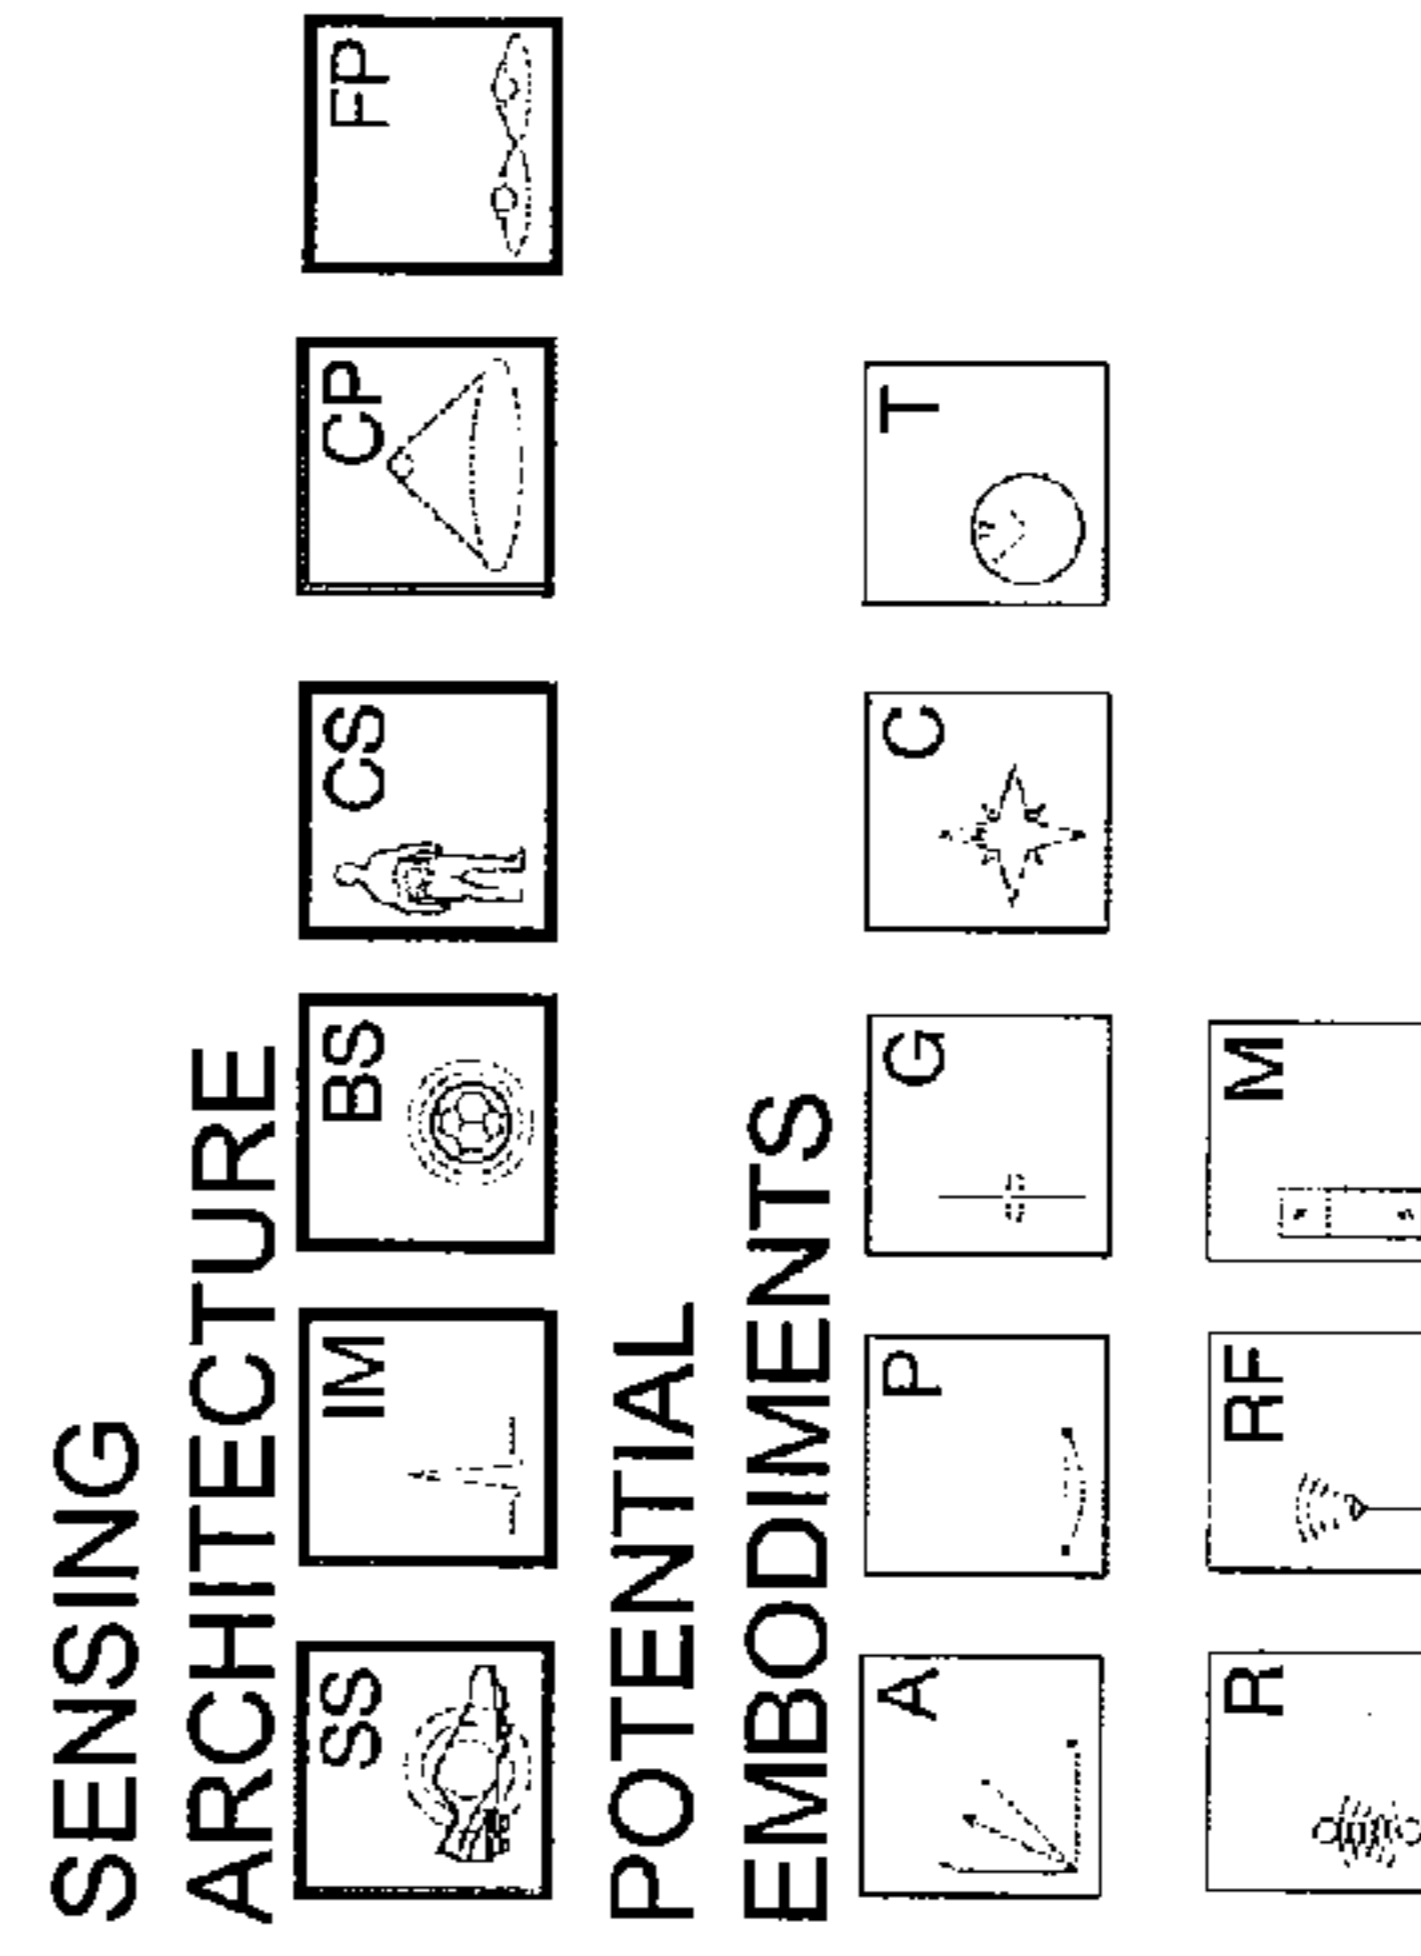 SENSING
ARCHITECTURE
SS IM BS CS CP FP
POTENTIAL
EMBODIMENTS
A P G C T
R RF M